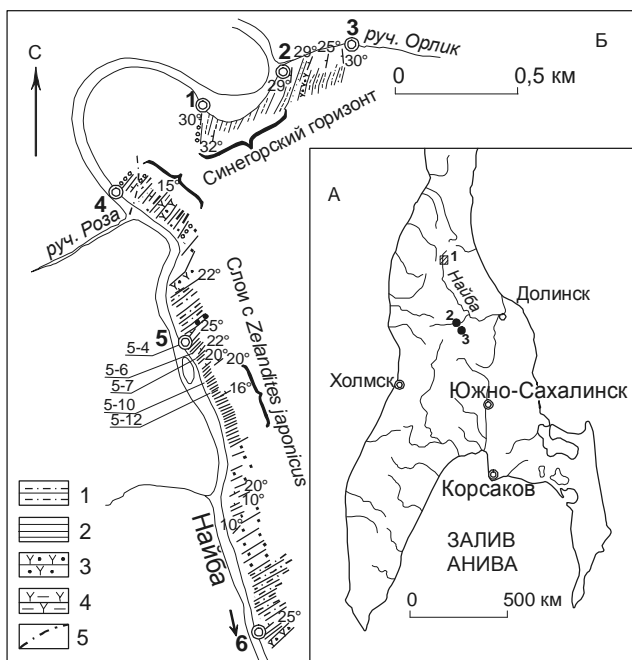 С
Б
3
руч. Орлик
2
29°
25°
30°
29°
0
0,5 км
1
30°
32°
Синегорский горизонт
4
15°
руч. Роза
22°
Слои с Zelandites japonicus
5
25°
5-4
22°
5-6
20°
20°
5-7
16°
5-10
5-12
20°
10°
10°
Найба
25°
6
1
2
3
4
5
А
1
Найба
2
3
Долинск
Холмск
Южно-Сахалинск
Корсаков
ЗАЛИВ
АНИВА
0
500 км